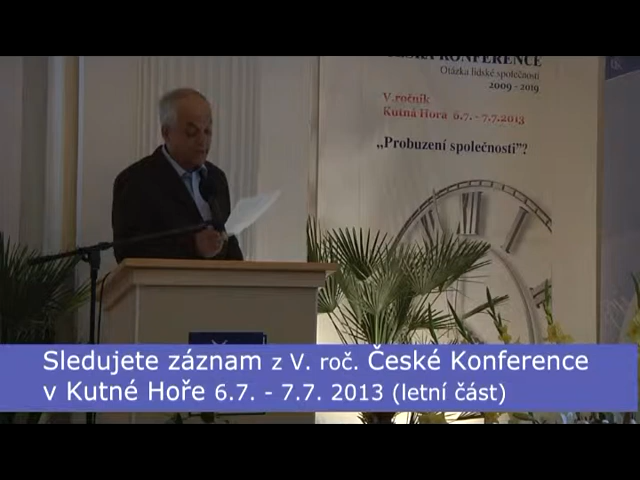 KONFERENCE
Otázka lidské společnosti
2009 - 2019
V.ročník
Kutná Hora 6.7. - 7.7.2013
„Probuzení společnosti”?
Sledujete záznam z V. roč. České Konference
v Kutné Hoře 6.7. - 7.7. 2013 (letní část)